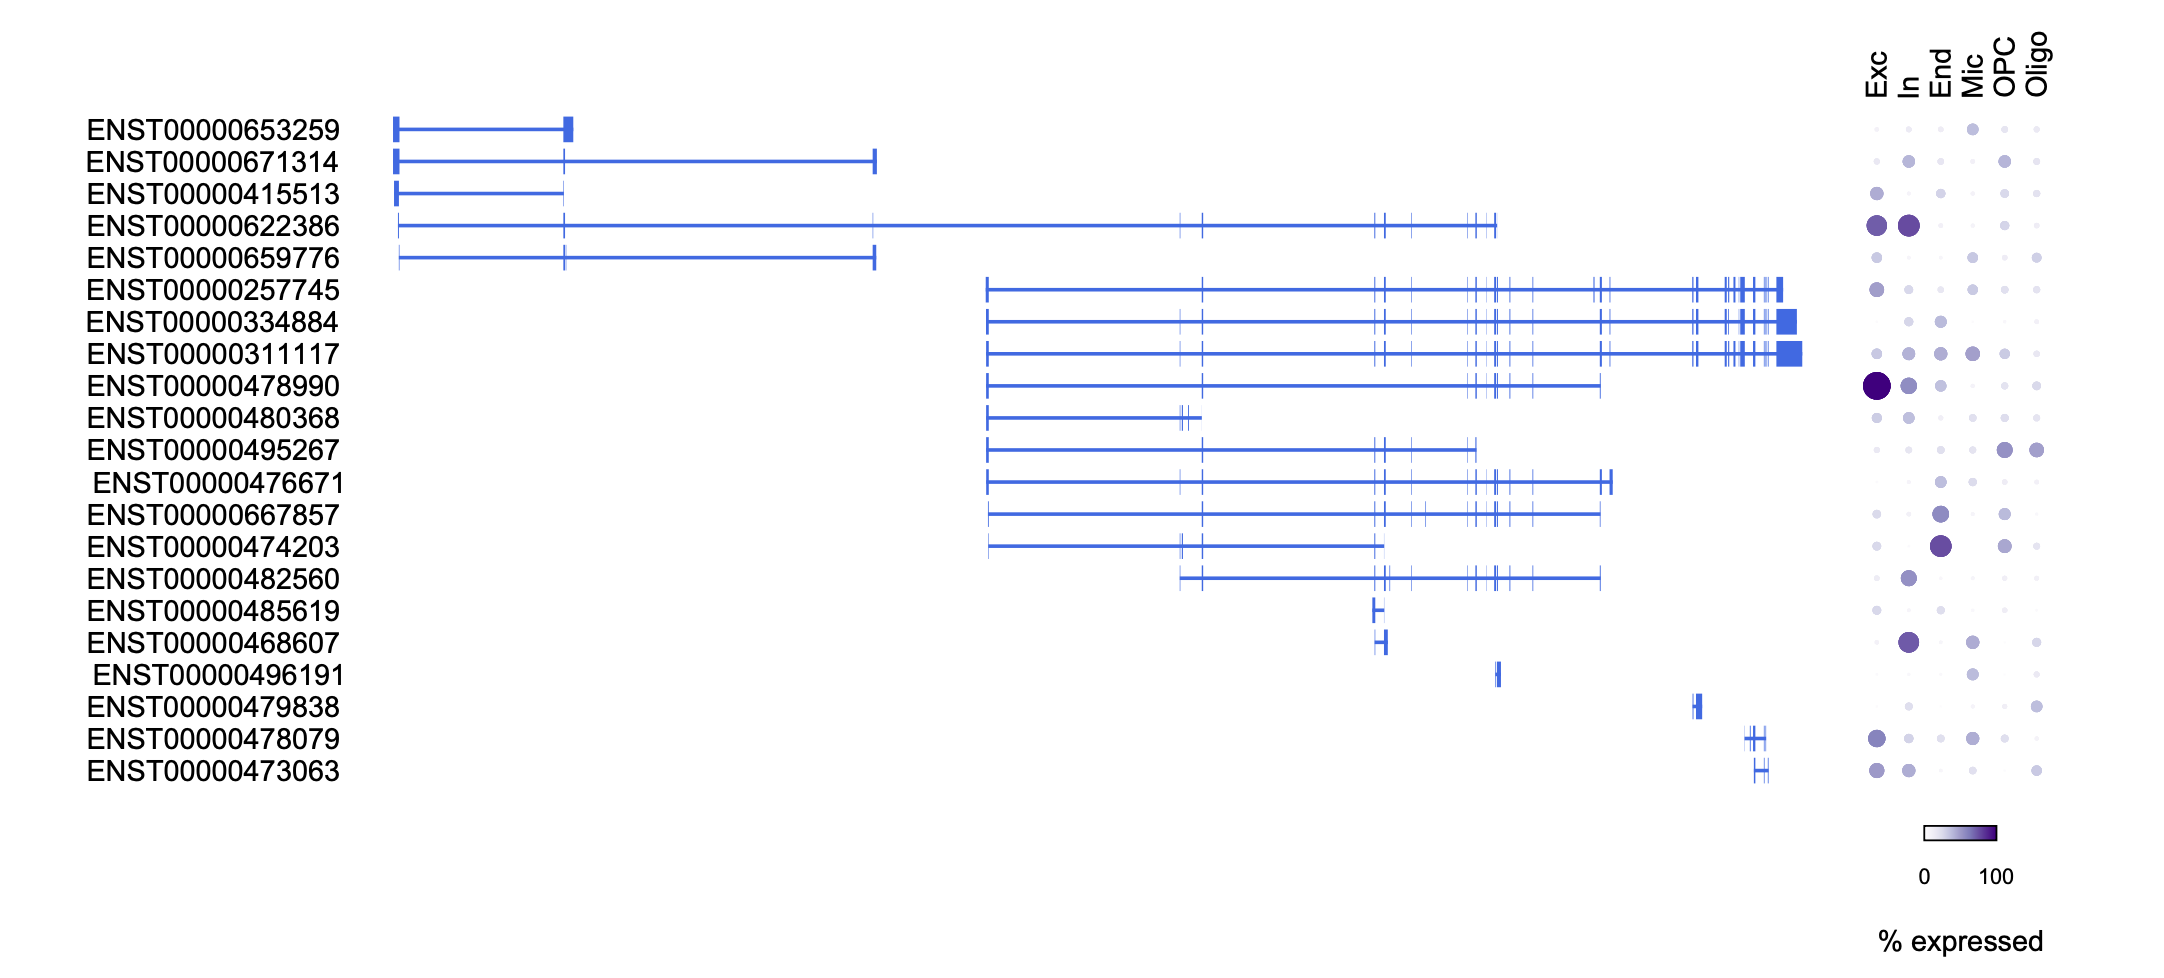 Exc In End Mic OPC Oligo
ENST00000653259
ENST00000671314
ENST00000415513
ENST00000622386
ENST00000659776
ENST00000257745
ENST00000334884
ENST00000311117
ENST00000478990
ENST00000480368
ENST00000495267
ENST00000476671
ENST00000667857
ENST00000474203
ENST00000482560
ENST00000485619
ENST00000468607
ENST00000496191
ENST00000479838
ENST00000478079
ENST00000473063
0 100
% expressed